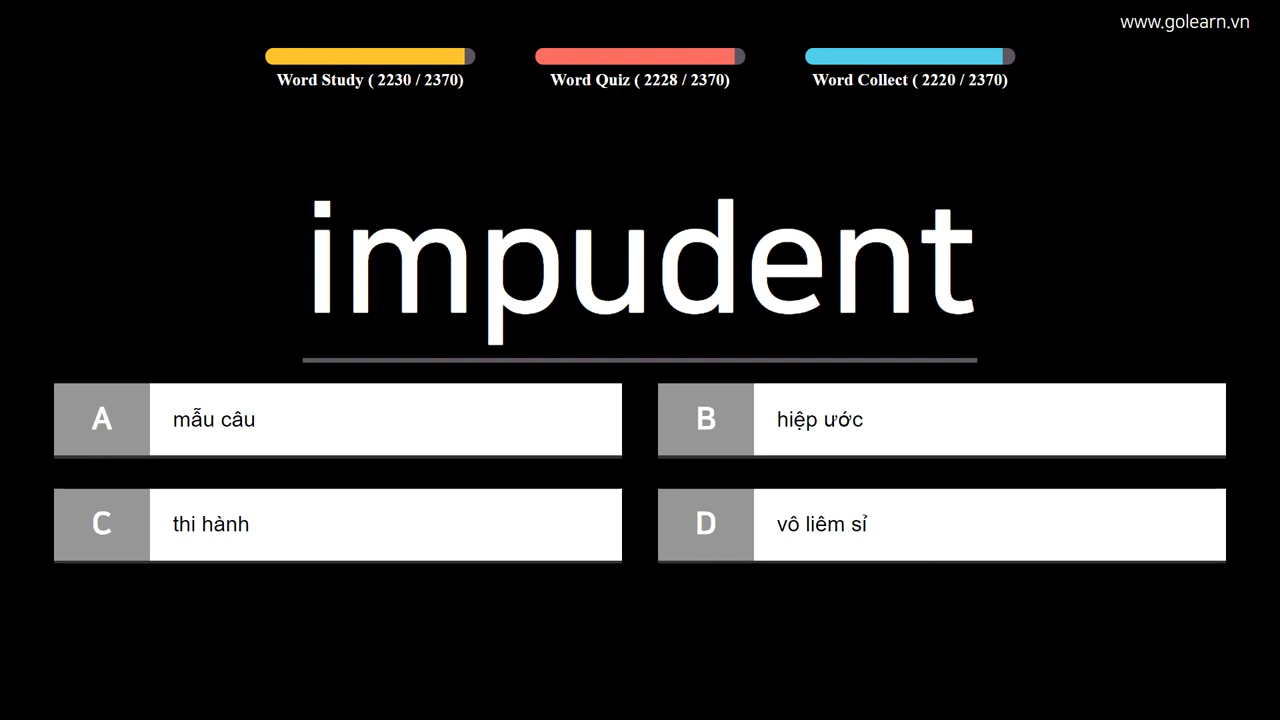 www.golearn.vn
Word Study ( 2230 / 2370)
Word Quiz ( 2228 / 2370)
Word Collect ( 2220 / 2370)
impudent
A mẫu câu
B hiệp ước
C thi hành
D vô liêm sỉ